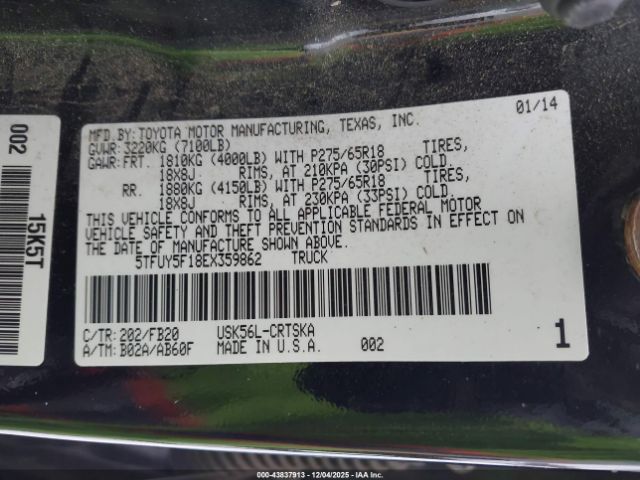 002
15K5T
MFD.BY:TOYOTA MOTOR MANUFACTURING, TEXAS, INC. 01/14
GVWR: 3220KG (7100LB)
GAWR: FRT. 1810KG (4000LB) WITH P275/65R18 TIRES,
18X8J RIMS, AT 210KPA (30PSI) COLD.
RR. 1880KG (4150LB) WITH P275/65R18 TIRES,
18X8J RIMS, AT 230KPA (33PSI) COLD.
THIS VEHICLE CONFORMS TO ALL APPLICABLE FEDERAL MOTOR
VEHICLE SAFETY AND THEFT PREVENTION STANDARDS IN EFFECT ON
THE DATE OF MANUFACTURE SHOWN ABOVE.
5TFUY5F18EX359862 TRUCK
C/TR: 202/FB20 USK56L-CRTSKA
A/TM: B02A/AB60F MADE IN U.S.A. 002 1
000-43837913 - 12/04/2025 - IAA Inc.